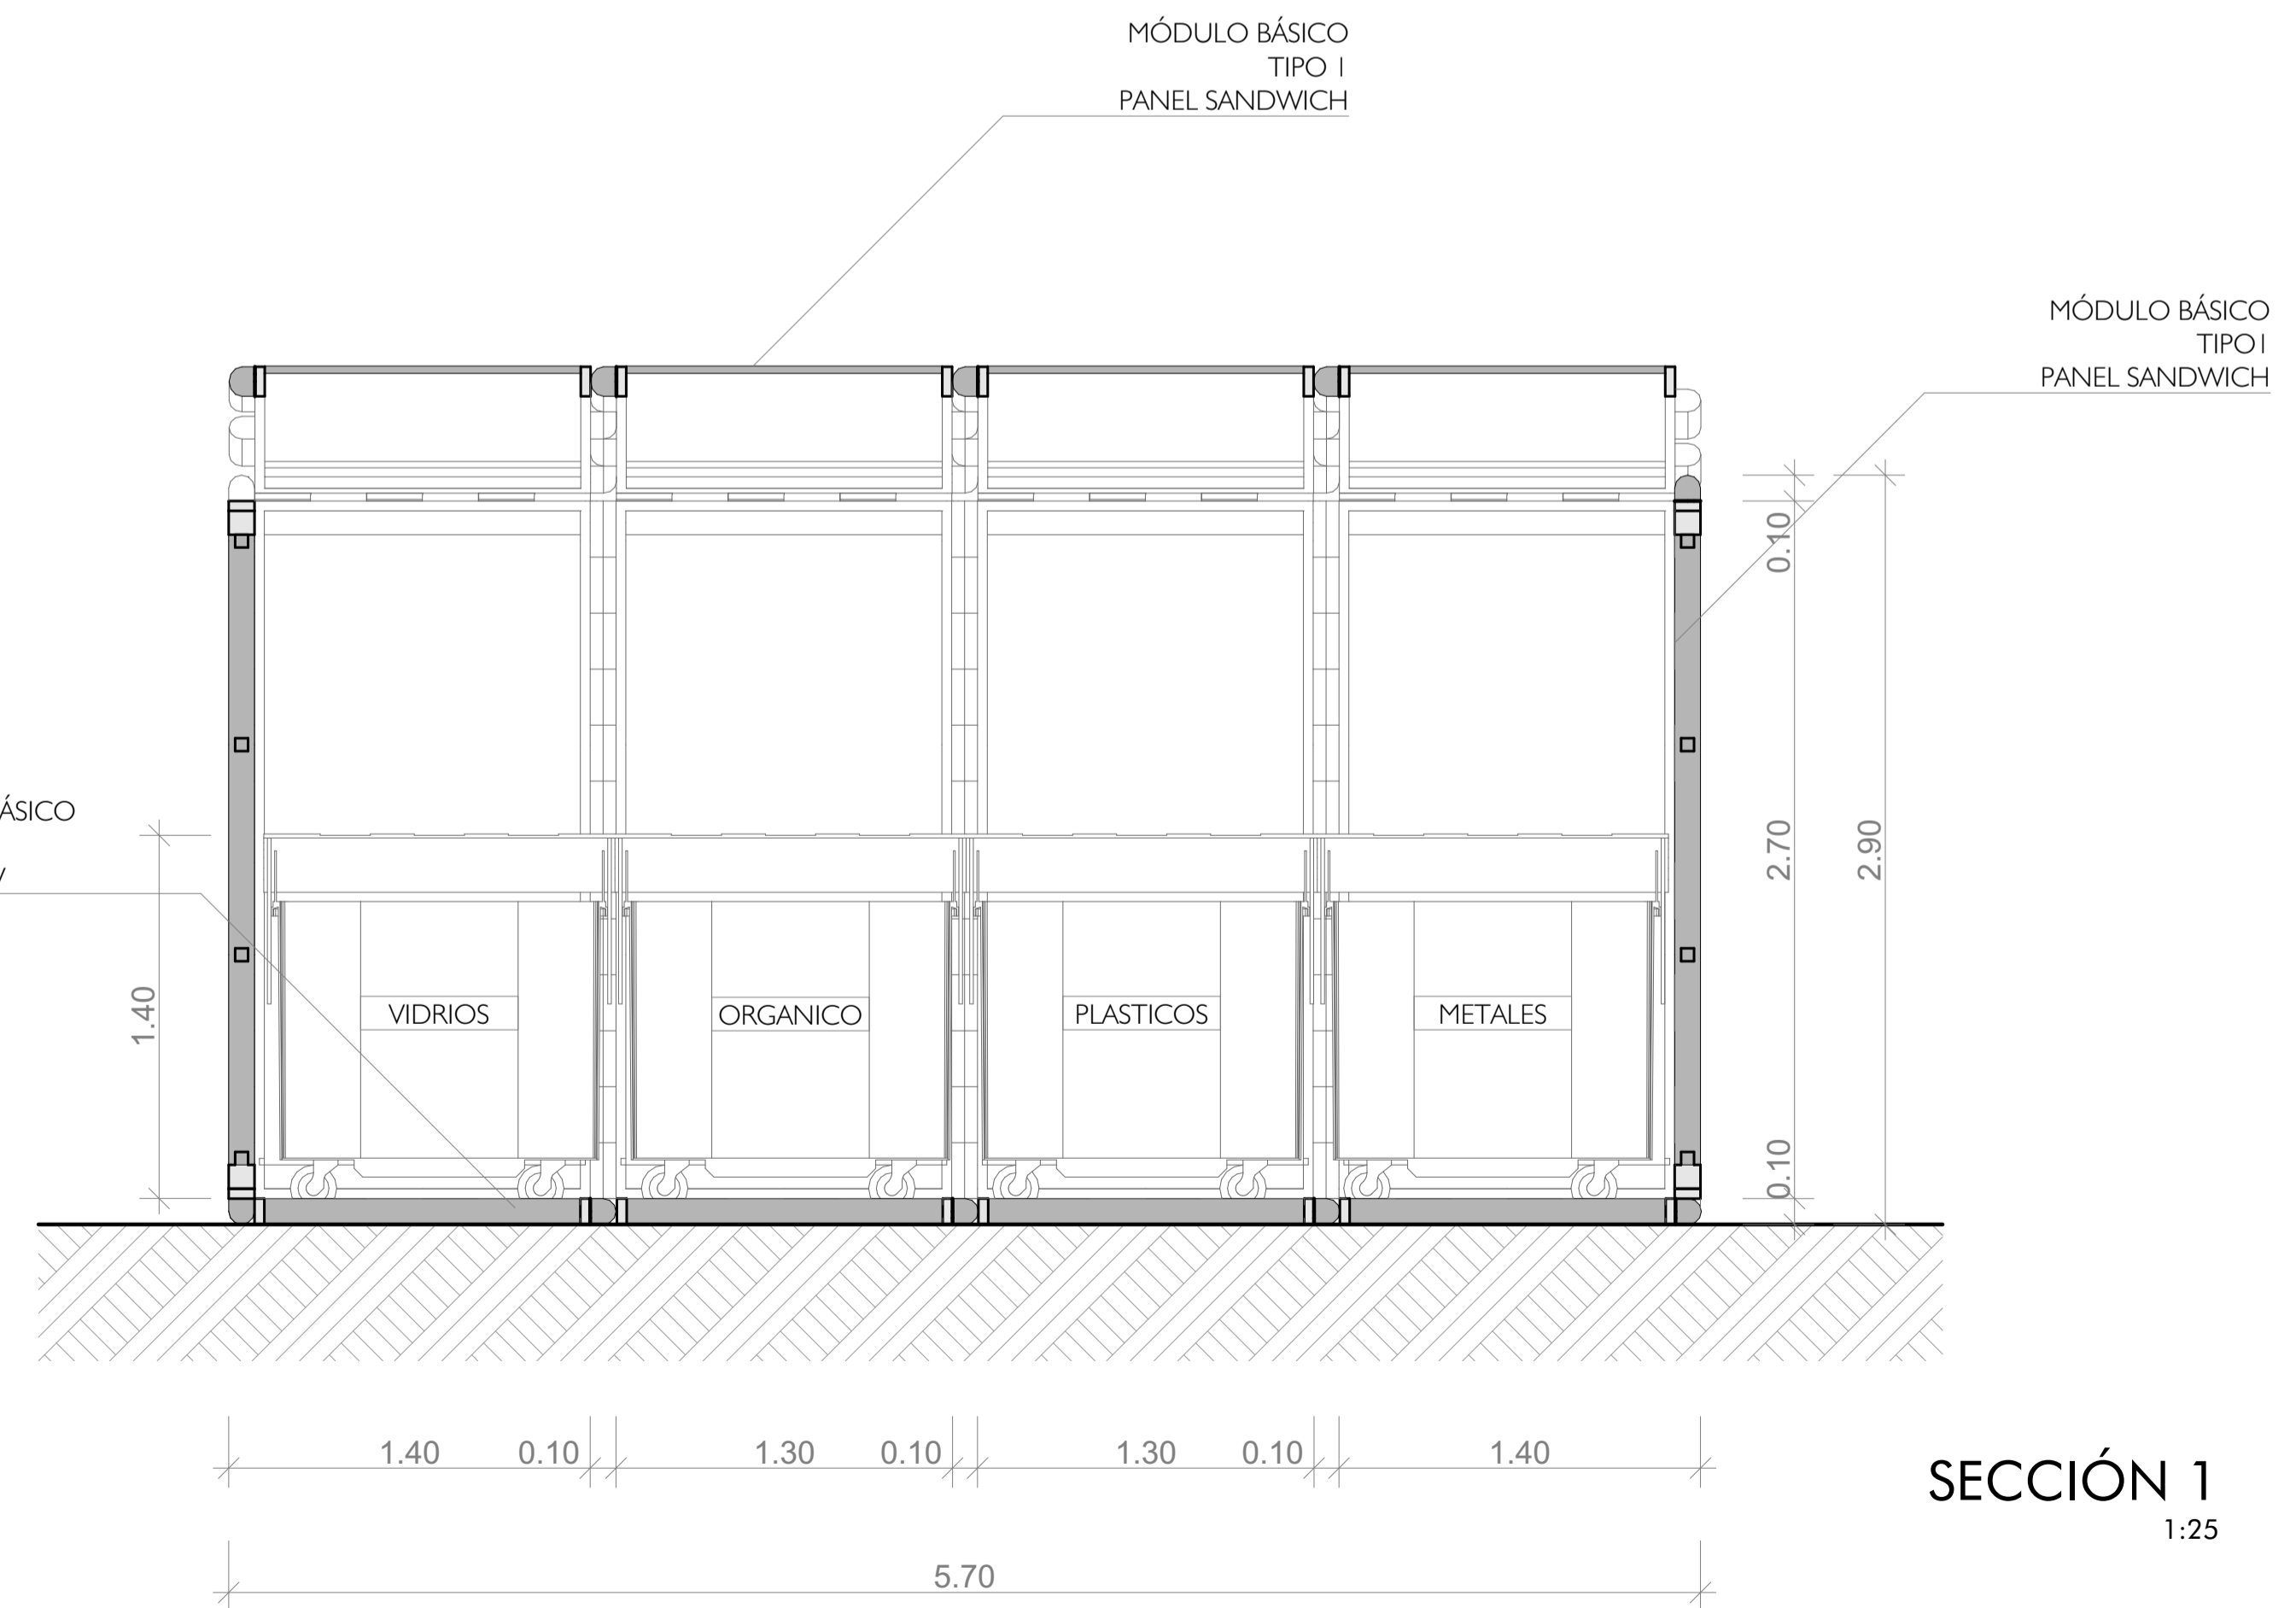 MÓDULO BÁSICO
TIPO 1
PANEL SANDWICH
MÓDULO BÁSICO
TIPO 1
PANEL SANDWICH
0.10
2.70
2.90
0.10
ÁSICO
1.40
VIDRIOS
ORGANICO
PLASTICOS
METALES
1.40
0.10
1.30
0.10
1.30
0.10
1.40
5.70
SECCIÓN 1
1:25